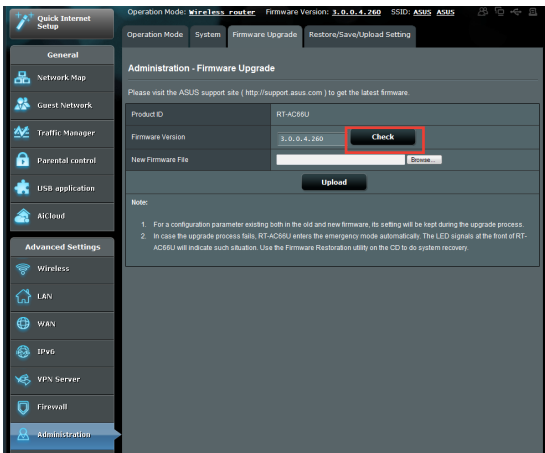 Quick Internet
Setup
Operation Mode: Wireless router Firmware Version: 3.0.0.4.260 SSID: ASUS ASUS
Operation Mode System Firmware Upgrade Restore/Save/Upload Setting
General
Network Map
Guest Network
Traffic Manager
Parental control
USB application
AiCloud
Advanced Settings
Wireless
LAN
WAN
IPv6
VPN Server
Firewall
Administration
Administration - Firmware Upgrade
Please visit the ASUS support site ( http://support.asus.com ) to get the latest firmware.
Product ID RT-AC66U
Firmware Version 3.0.0.4.260 Check
New Firmware File Browse...
Upload
Note:
1. For a configuration parameter existing both in the old and new firmware, its setting will be kept during the upgrade process.
2. In case the upgrade process fails, RT-AC66U enters the emergency mode automatically. The LED signals at the front of RT-
AC66U will indicate such situation. Use the Firmware Restoration utility on the CD to do system recovery.